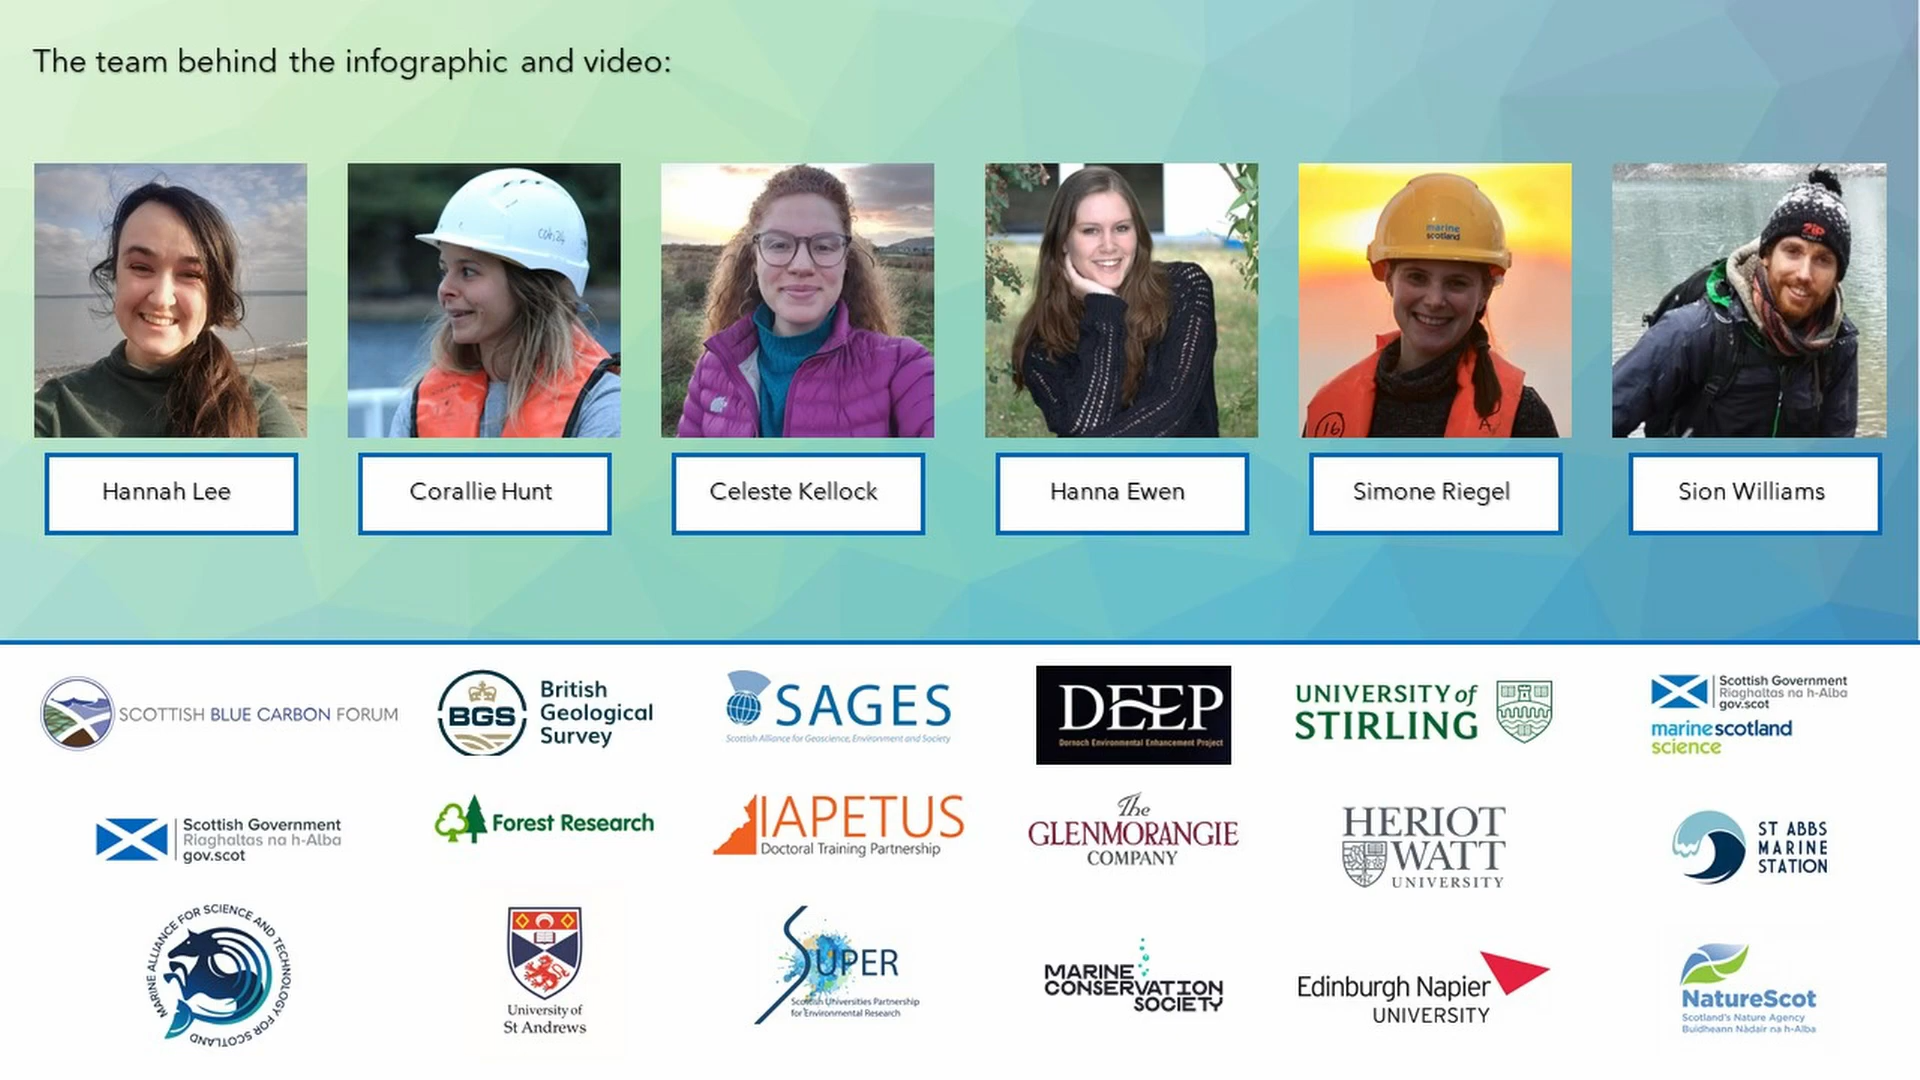 The team behind the infographic and video:
coki24
marine
scotland
ZIP
16
A
Hannah Lee
Corallie Hunt
Celeste Kellock
Hanna Ewen
Simone Riegel
Sion Williams
SCOTTISH BLUE CARBON FORUM
BGS
British
Geological
Survey
SAGES
Scottish Alliance for Geoscience, Environment and Society
DEEP
Dornoch Environmental Enhancement Project
UNIVERSITY of
STIRLING
Scottish Government
Riaghaltas na h-Alba
gov.scot
marinescotland
science
Scottish Government
Riaghaltas na h-Alba
gov.scot
Forest Research
IAPETUS
Doctoral Training Partnership
The
GLENMORANGIE
COMPANY
HERIOT
WATT
UNIVERSITY
ST ABBS
MARINE
STATION
MARINE ALLIANCE FOR SCIENCE AND TECHNOLOGY FOR SCOTLAND
University of
St Andrews
SUPER
Scottish Universities Partnership
for Environmental Research
MARINE
CONSERVATION
SOCIETY
Edinburgh Napier
UNIVERSITY
NatureScot
Scotland's Nature Agency
Buidheann Nàdair na h-Alba